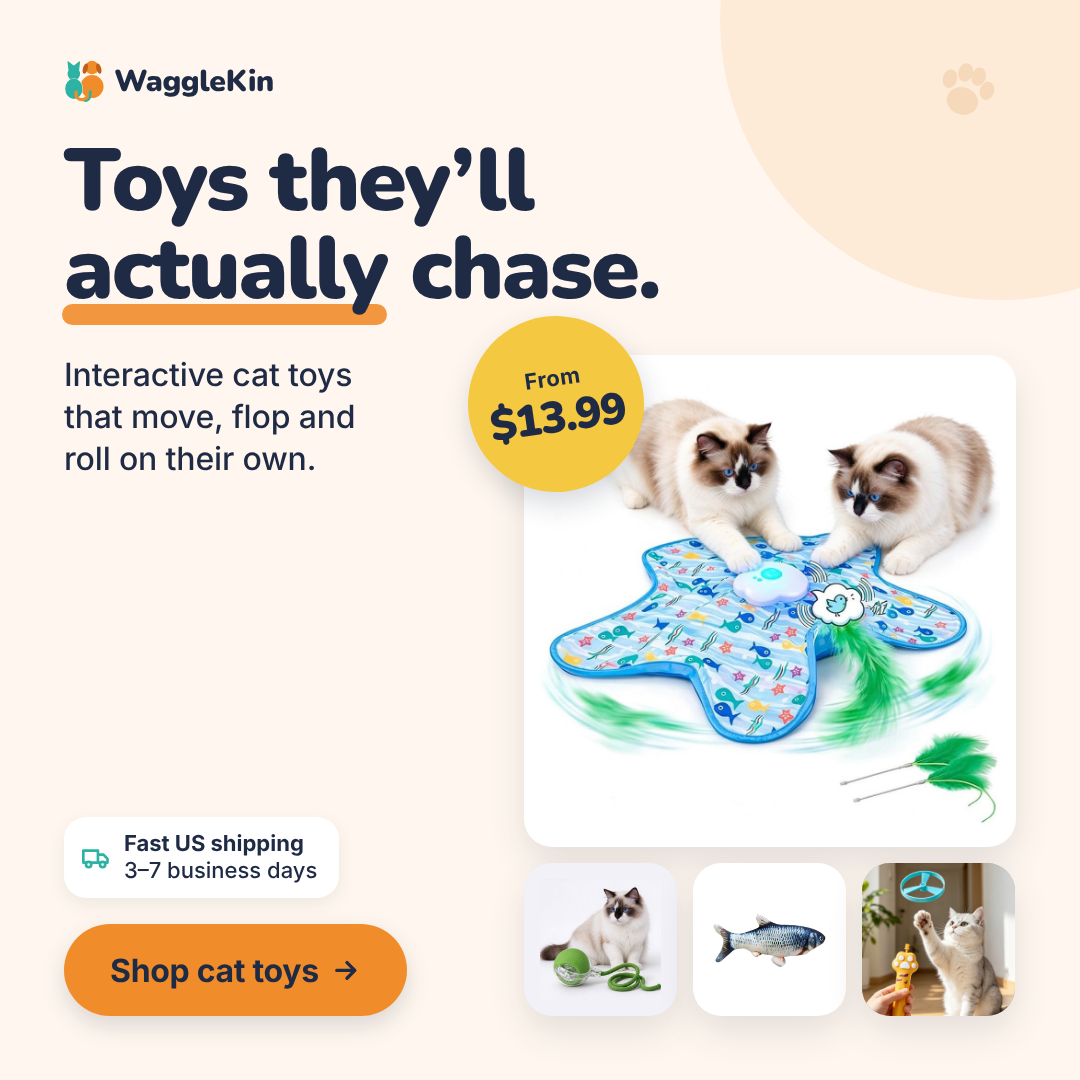 WaggleKin
Toys they’ll
actually chase.
Interactive cat toys
that move, flop and
roll on their own.
From
$13.99
Fast US shipping
3–7 business days
Shop cat toys →